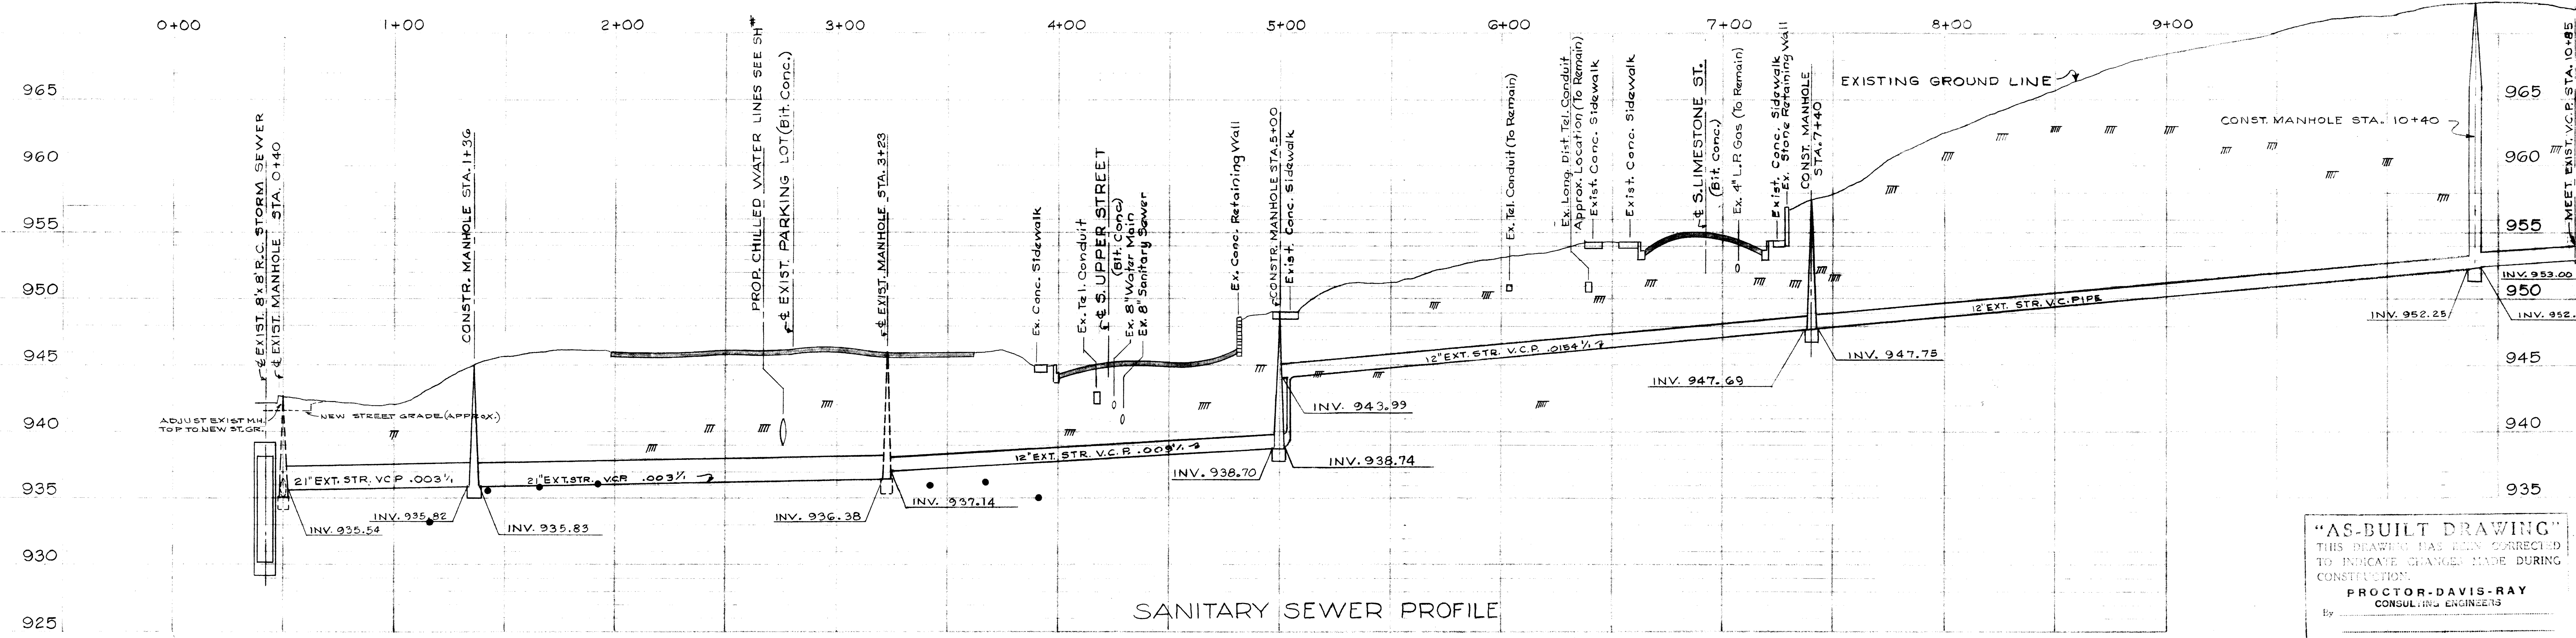 0+00 1+00 2+00 3+00 4+00 5+00 6+00 7+00 8+00 9+00
965
960
955
950
945
940
935
930
925
℄ EXIST. 8'x8' R.C. STORM SEWER
℄ EXIST. MANHOLE STA. 0+40
CONSTR. MANHOLE STA. 1+36
PROP. CHILLED WATER LINES SEE SH#
℄ EXIST. PARKING LOT (Bit. Conc.)
℄ EXIST. MANHOLE STA. 3+23
Ex. Conc. Sidewalk
Ex. Tel. Conduit
℄ S. UPPER STREET
(Bit. Conc)
Ex. 8" Water Main
Ex. 8" Sanitary Sewer
Ex. Conc. Retaining Wall
CONSTR. MANHOLE STA. 5+00
Exist. Conc. Sidewalk
Ex. Tel. Conduit (To Remain)
Ex. Long. Dist. Tel. Conduit
Approx. Location (To Remain)
Exist. Conc. Sidewalk
Exist. Conc. Sidewalk
℄ S. LIMESTONE ST.
(Bit. Conc.)
Ex. 4" L.P. Gas (To Remain)
Exist. Conc. Sidewalk
Ex. Stone Retaining Wall
CONST. MANHOLE
STA. 7+40
EXISTING GROUND LINE
CONST. MANHOLE STA. 10+40
MEET EXIST. V.C.P. STA. 10+85
965
960
955
950
945
940
935
ADJUST EXIST M.H.
TOP TO NEW ST. GR.
NEW STREET GRADE (APPROX.)
21" EXT. STR. VCP .003'/1
21" EXT. STR. V.C.P. .003'/1
12" EXT. STR. V.C.P. .009'/1
12" EXT. STR. V.C.P. .0154'/1
12" EXT. STR. V.C. PIPE
INV. 935.54
INV. 935.82
INV. 935.83
INV. 936.38
INV. 937.14
INV. 938.70
INV. 938.74
INV. 943.99
INV. 947.69
INV. 947.75
INV. 952.25
INV. 953.00
INV. 952.
SANITARY SEWER PROFILE
"AS-BUILT DRAWING"
THIS DRAWING HAS BEEN CORRECTED
TO INDICATE CHANGES MADE DURING
CONSTRUCTION.
PROCTOR-DAVIS-RAY
CONSULTING ENGINEERS
By